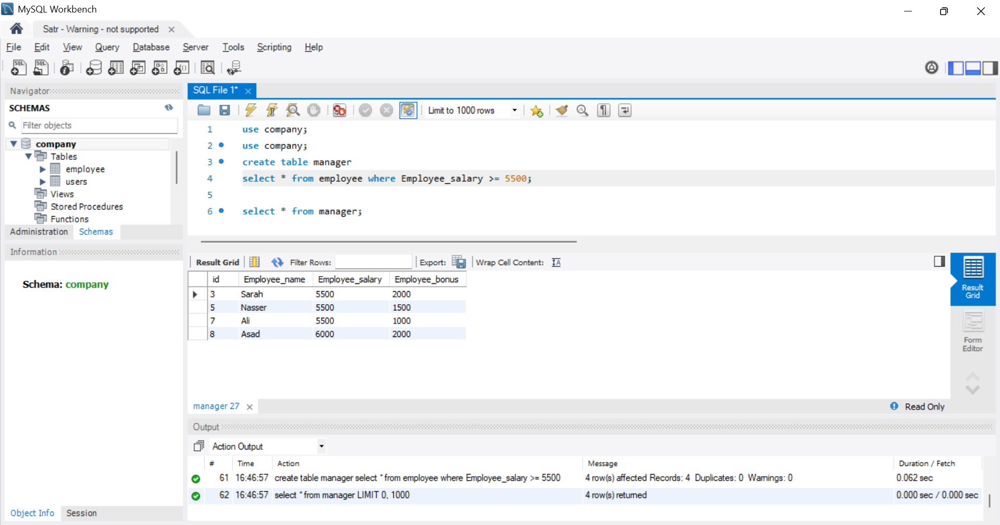 MySQL Workbench
Satr - Warning - not supported
File Edit View Query Database Server Tools Scripting Help
Navigator
SCHEMAS
Filter objects
company
Tables
employee
users
Views
Stored Procedures
Functions
Administration Schemas
Information
Schema: company
Object Info Session
SQL File 1*
Limit to 1000 rows
1 use company;
2 use company;
3 create table manager
4 select * from employee where Employee_salary >= 5500;
5
6 select * from manager;
Result Grid Filter Rows: Export: Wrap Cell Content:
id Employee_name Employee_salary Employee_bonus
3 Sarah 5500 2000
5 Nasser 5500 1500
7 Ali 5500 1000
8 Asad 6000 2000
Result
Grid
Form
Editor
manager 27
Read Only
Output
Action Output
# Time Action Message Duration / Fetch
61 16:46:57 create table manager select * from employee where Employee_salary >= 5500 4 row(s) affected Records: 4 Duplicates: 0 Warnings: 0 0.062 sec
62 16:46:57 select * from manager LIMIT 0, 1000 4 row(s) returned 0.000 sec / 0.000 sec